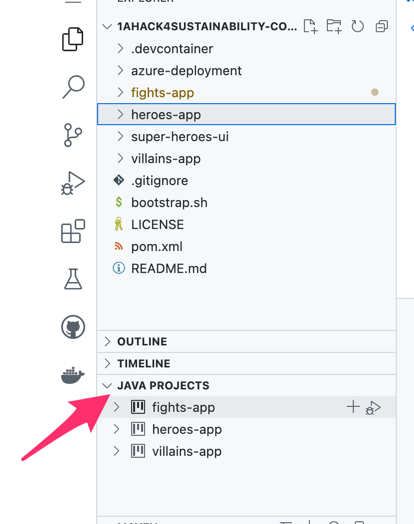 1AHACK4SUSTAINABILITY-CO...
.devcontainer
azure-deployment
fights-app
heroes-app
super-heroes-ui
villains-app
.gitignore
$ bootstrap.sh
LICENSE
pom.xml
README.md
OUTLINE
TIMELINE
JAVA PROJECTS
fights-app
heroes-app
villains-app